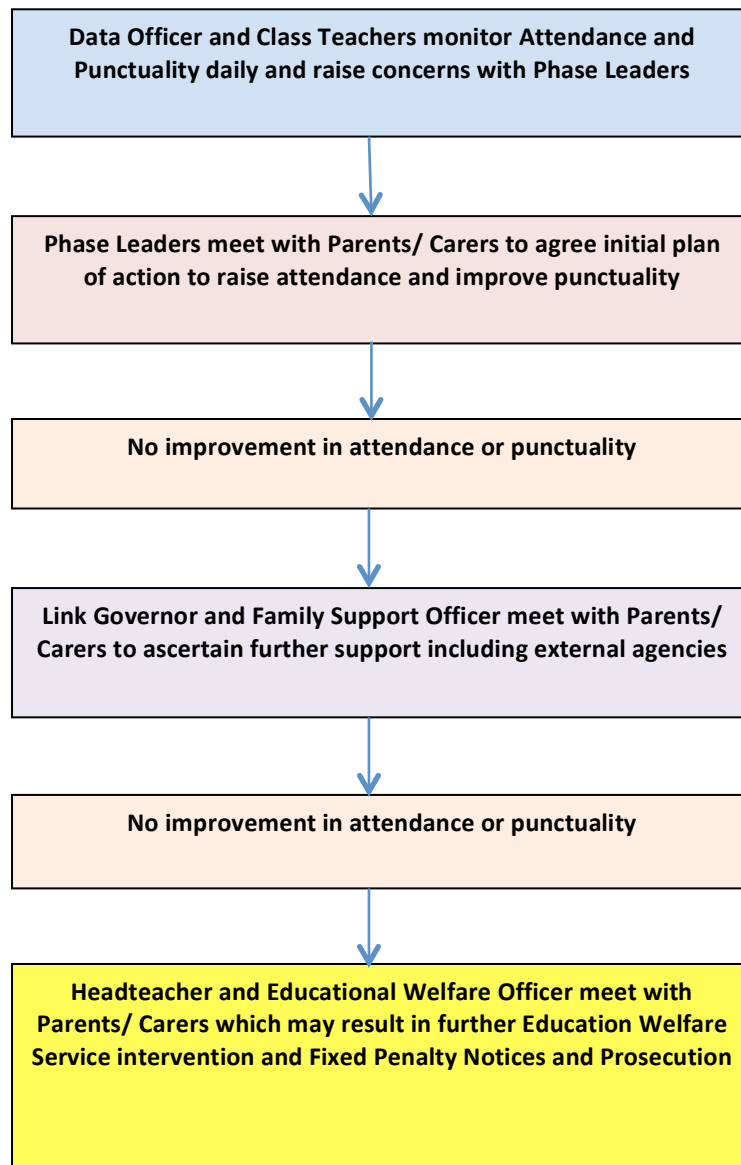 Data Officer and Class Teachers monitor Attendance and
Punctuality daily and raise concerns with Phase Leaders
Phase Leaders meet with Parents/ Carers to agree initial plan
of action to raise attendance and improve punctuality
No improvement in attendance or punctuality
Link Governor and Family Support Officer meet with Parents/
Carers to ascertain further support including external agencies
No improvement in attendance or punctuality
Headteacher and Educational Welfare Officer meet with
Parents/ Carers which may result in further Education Welfare
Service intervention and Fixed Penalty Notices and Prosecution